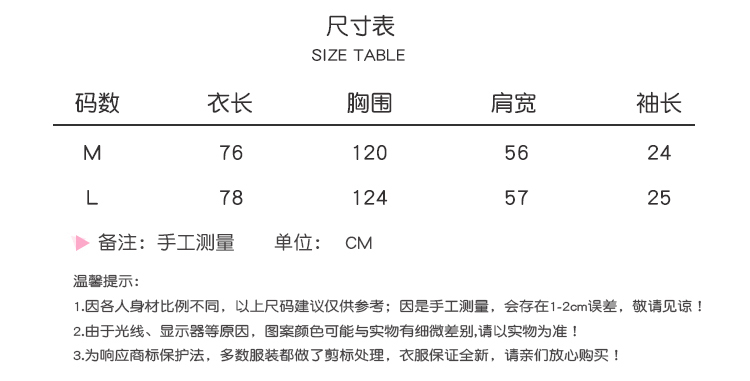 尺寸表
SIZE TABLE
码数 衣长 胸围 肩宽 袖长
M 76 120 56 24
L 78 124 57 25
备注：手工测量 单位： CM
温馨提示：
1.因各人身材比例不同，以上尺码建议仅供参考；因是手工测量，会存在1-2cm误差，敬请见谅！
2.由于光线、显示器等原因，图案颜色可能与实物有细微差别,请以实物为准！
3.为响应商标保护法，多数服装都做了剪标处理，衣服保证全新，请亲们放心购买！